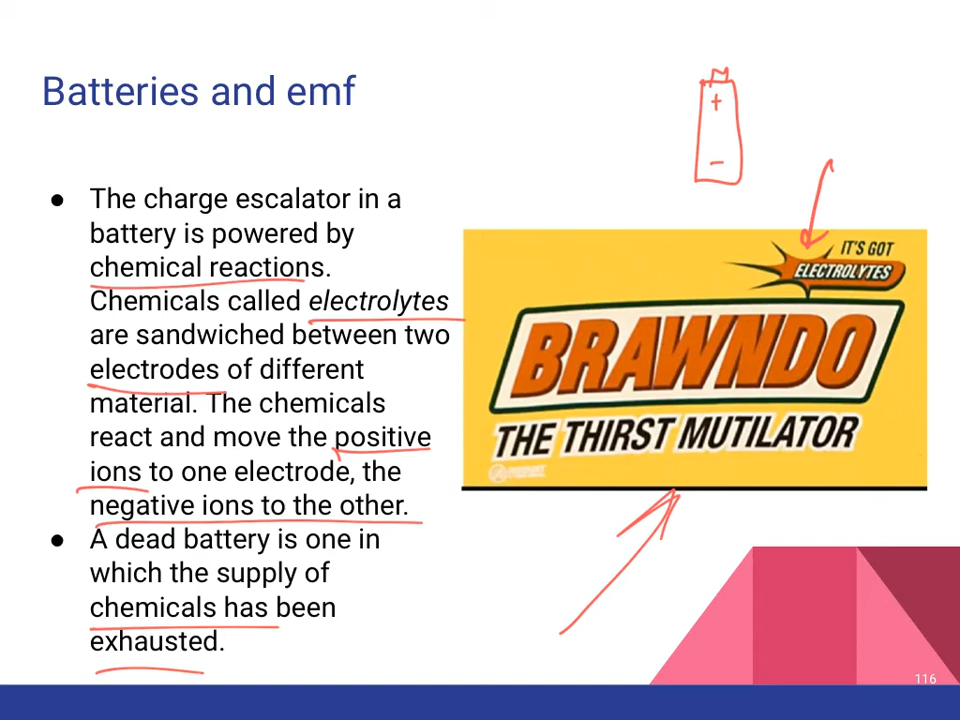 Batteries and emf
● The charge escalator in a
battery is powered by
chemical reactions.
Chemicals called electrolytes
are sandwiched between two
electrodes of different
material. The chemicals
react and move the positive
ions to one electrode, the
negative ions to the other.
● A dead battery is one in
which the supply of
chemicals has been
exhausted.
+
-
IT'S GOT
ELECTROLYTES
BRAWNDO
THE THIRST MUTILATOR
116